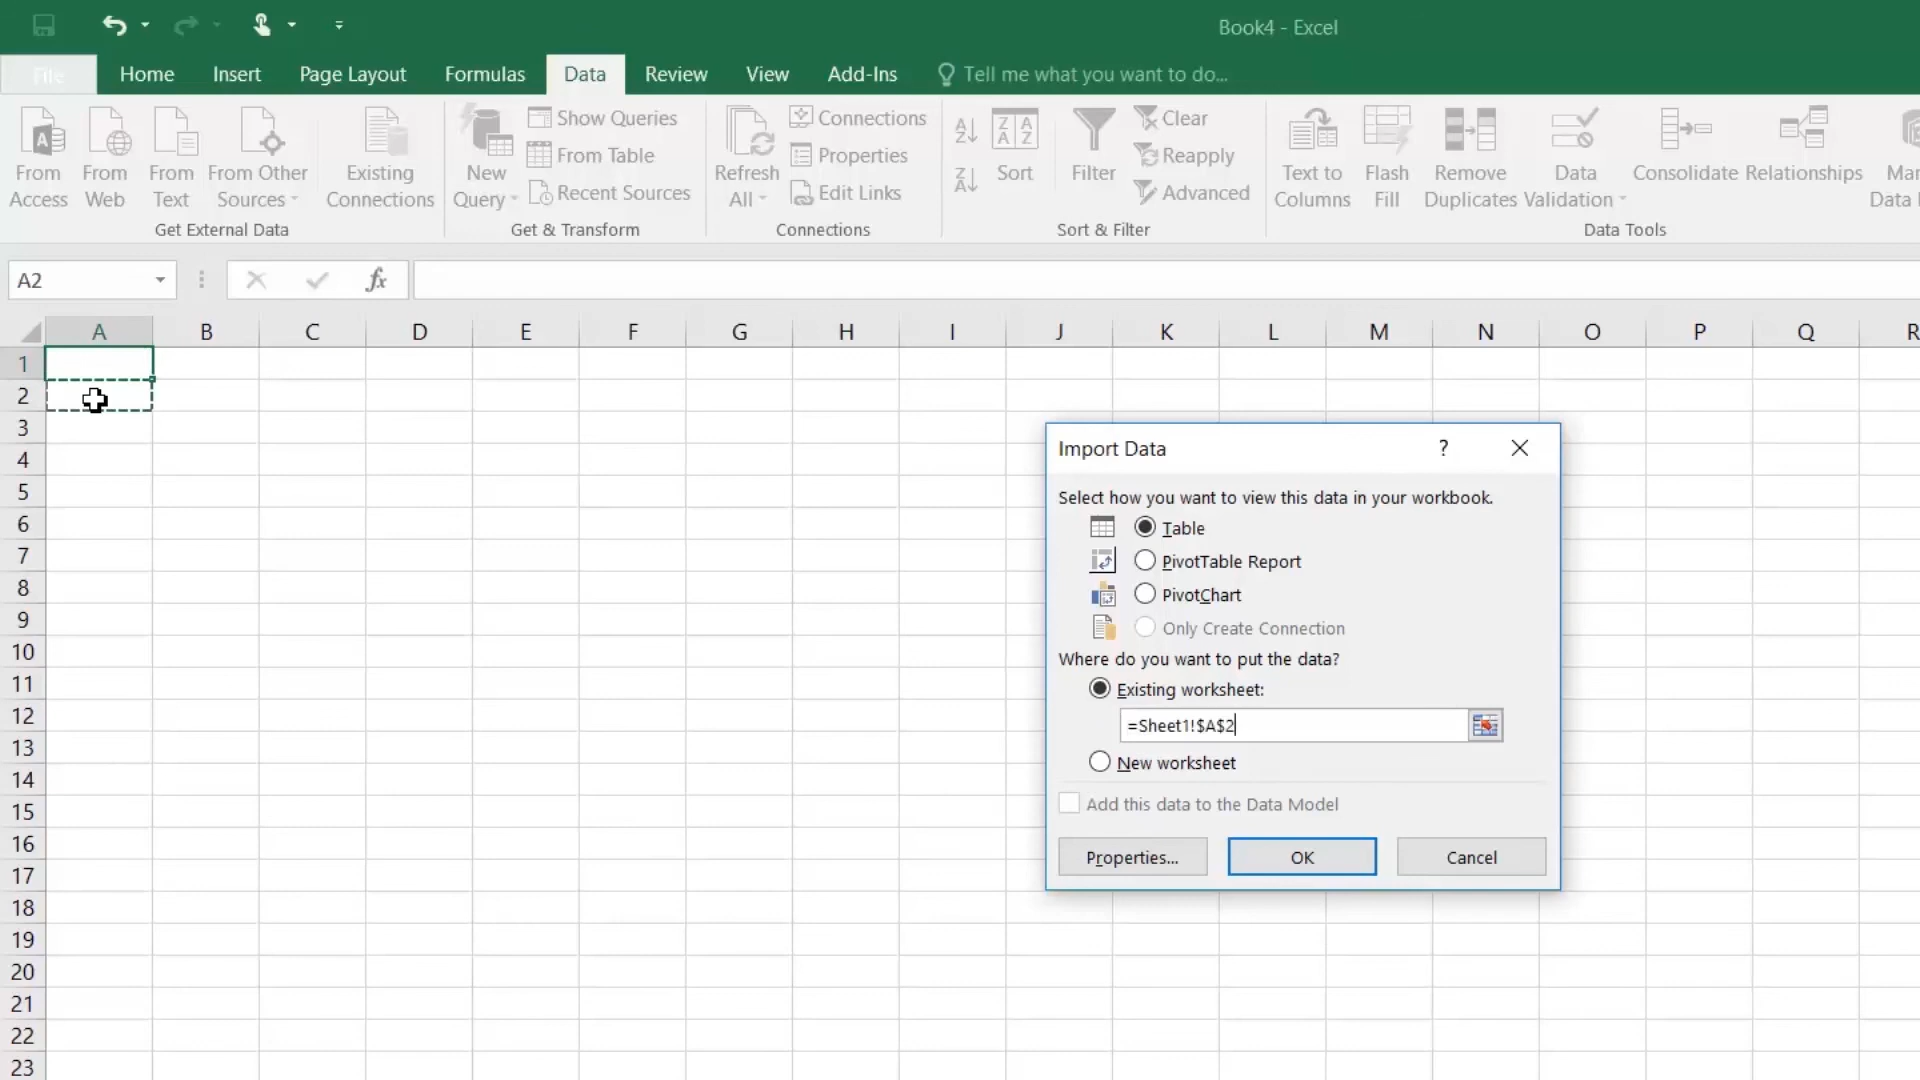 Book4 - Excel
File Home Insert Page Layout Formulas Data Review View Add-Ins Tell me what you want to do...
From Access
From Web
From Text
From Other Sources
Existing Connections
Get External Data
New Query
Show Queries
From Table
Recent Sources
Get & Transform
Refresh All
Connections
Properties
Edit Links
Connections
Sort
Filter
Clear
Reapply
Advanced
Sort & Filter
Text to Columns
Flash Fill
Remove Duplicates
Data Validation
Consolidate
Relationships
Data Tools
A2
fx
A B C D E F G H I J K L M N O P Q R
1
2
3
4
5
6
7
8
9
10
11
12
13
14
15
16
17
18
19
20
21
22
23
Import Data ?
Select how you want to view this data in your workbook.
Table
PivotTable Report
PivotChart
Only Create Connection
Where do you want to put the data?
Existing worksheet:
=Sheet1!$A$2
New worksheet
Add this data to the Data Model
Properties... OK Cancel